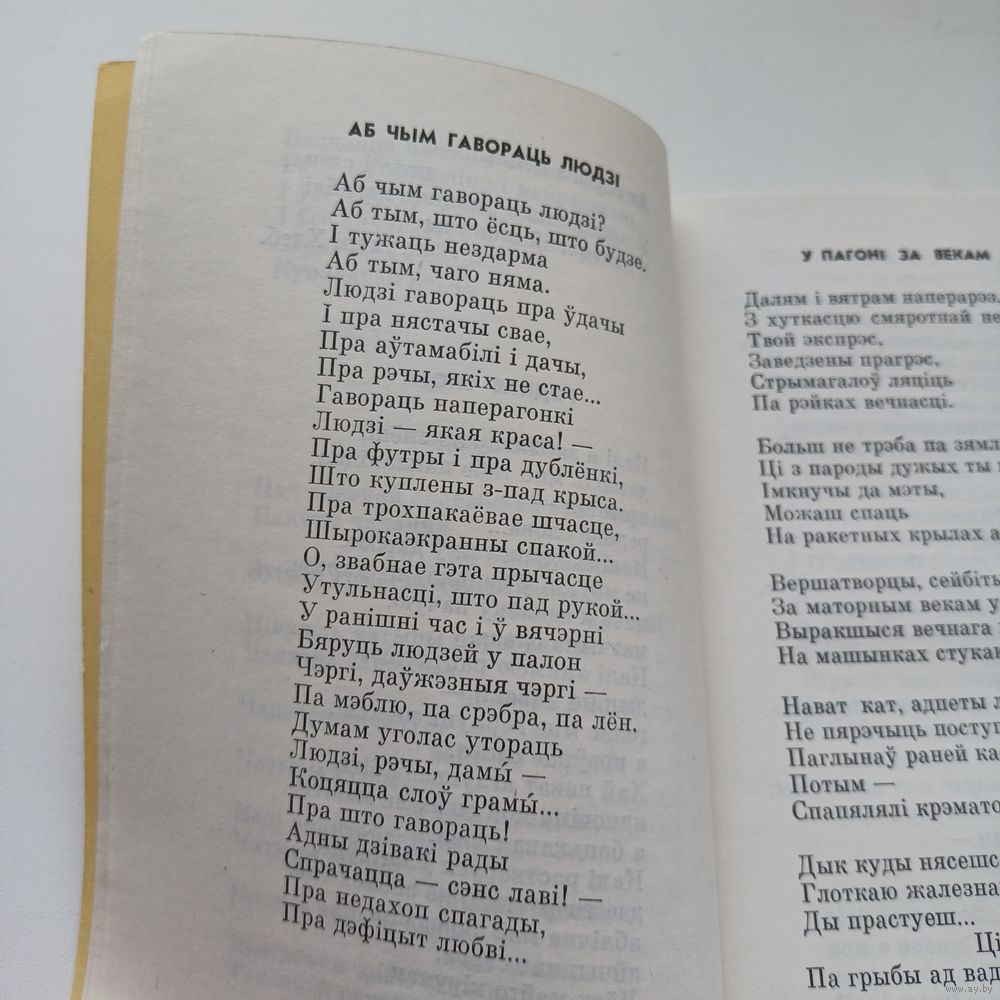 АБ ЧЫМ ГАВОРАЦЬ ЛЮДЗІ
Аб чым гавораць людзі?
Аб тым, што ёсць, што будзе.
І тужаць нездарма
Аб тым, чаго няма.
Людзі гавораць пра ўдачы
І пра нястачы свае,
Пра аўтамабілі і дачы,
Пра рэчы, якіх не стае...
Гавораць наперагонкі
Людзі — якая краса! —
Пра футры і пра дублёнкі,
Што куплены з-пад крыса.
Пра трохпакаёвае шчасце,
Шырокаэкранны спакой...
О, звабнае гэта прычасце
Утульнасці, што пад рукой...
У ранішні час і ў вячэрні
Бяруць людзей у палон
Чэргі, даўжэзныя чэргі —
Па мэблю, па срэбра, па лён.
Думам уголас утораць
Людзі, рэчы, дамы́ —
Коцяцца слоў грамы́...
Пра што гавораць!
Адны дзівакі рады
Спрачацца — сэнс лаві! —
Пра недахоп спагады,
Пра дэфіцыт любві...
У ПАГОНІ ЗА ВЕКАМ
Далям і вятрам наперарэз
З хуткасцю смяротнай
Твой экспрэс,
Заведзены прагрэс,
Стрымагалоў ляціць
Па рэйках вечнасці.
Больш не трэба па
Ці з пароды дужых ты
Імкнучы да мэты,
Можаш спаць
На ракетных крылах
Вершатворцы,
За маторным векам
Выракшыся вечнага
На машынках
Нават кат, адпеты
Не пярэчыць
Паглынаў раней
Потым —
Спапялялі
Дык куды
Глоткаю
Ды прастуеш...
Ці
Па грыбы ад
www.ay.by